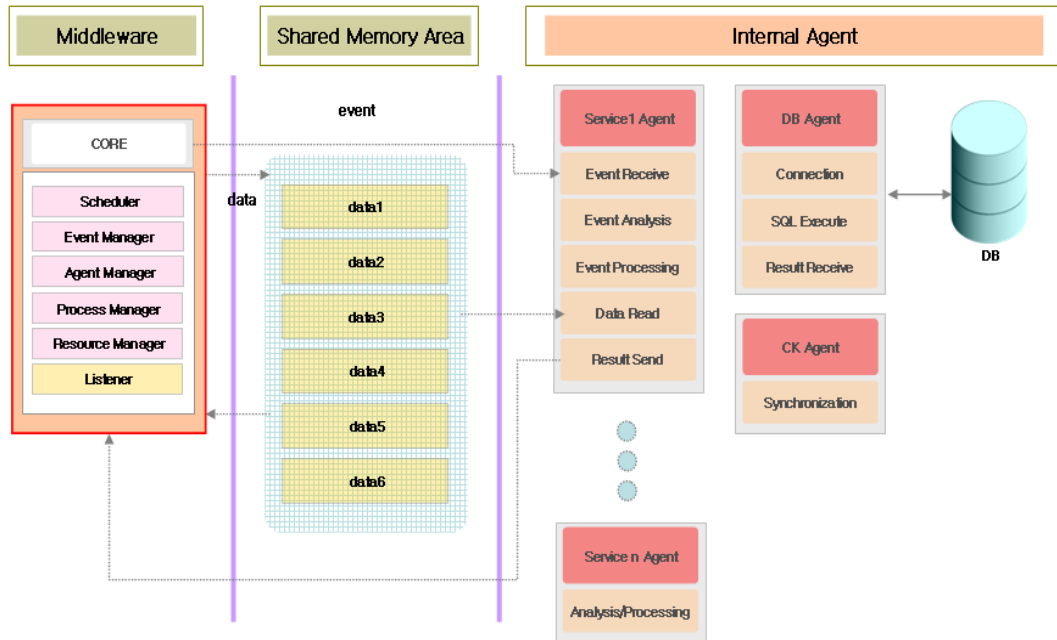 Middleware
Shared Memory Area
Internal Agent
event
data
CORE
Scheduler
Event Manager
Agent Manager
Process Manager
Resource Manager
Listener
data1
data2
data3
data4
data5
data6
Service1 Agent
Event Receive
Event Analysis
Event Processing
Data Read
Result Send
Service n Agent
Analysis/Processing
DB Agent
Connection
SQL Execute
Result Receive
CK Agent
Synchronization
DB